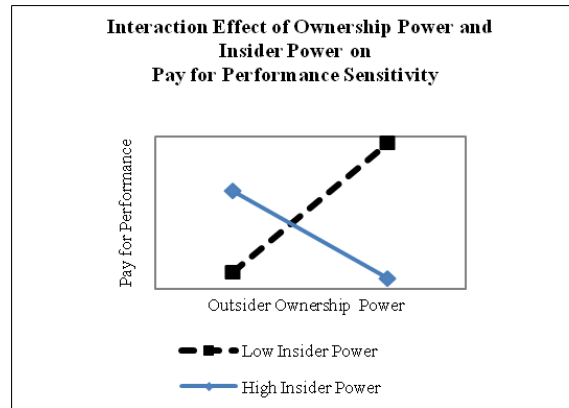 Interaction Effect of Ownership Power and
Insider Power on
Pay for Performance Sensitivity
Pay for Performance
Outsider Ownership Power
Low Insider Power
High Insider Power